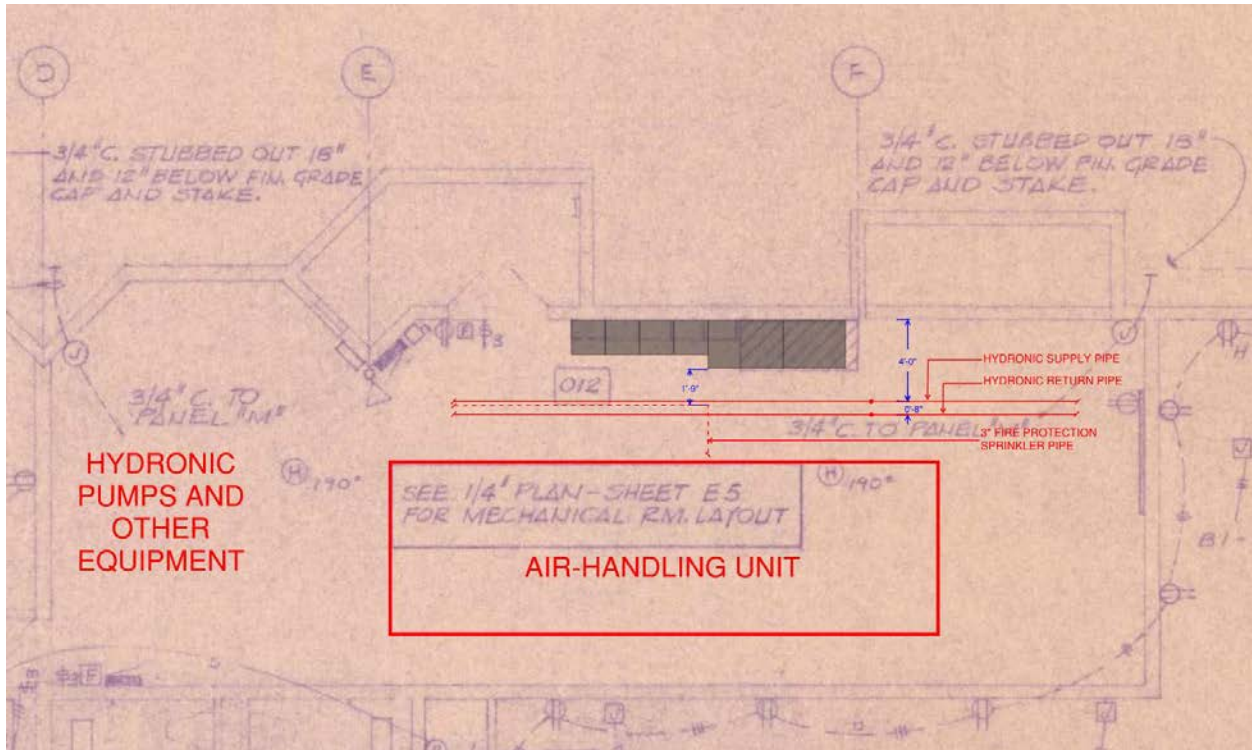 D
E
F
3/4"C. STUBBED OUT 18"
AND 12" BELOW FIN. GRADE
CAP AND STAKE.
3/4"C. STUBBED OUT 18"
AND 12" BELOW FIN. GRADE
CAP AND STAKE.
J
F
3
J
H
4'-0"
HYDRONIC SUPPLY PIPE
1'-9"
012
HYDRONIC RETURN PIPE
0'-8"
3/4"C. TO
PANEL "M"
3/4"C. TO PANEL
3" FIRE PROTECTION
SPRINKLER PIPE
HYDRONIC
PUMPS AND
OTHER
EQUIPMENT
H 190°
H 190°
SEE 1/4" PLAN-SHEET E5
FOR MECHANICAL RM. LAYOUT
B1-
AIR-HANDLING UNIT
F